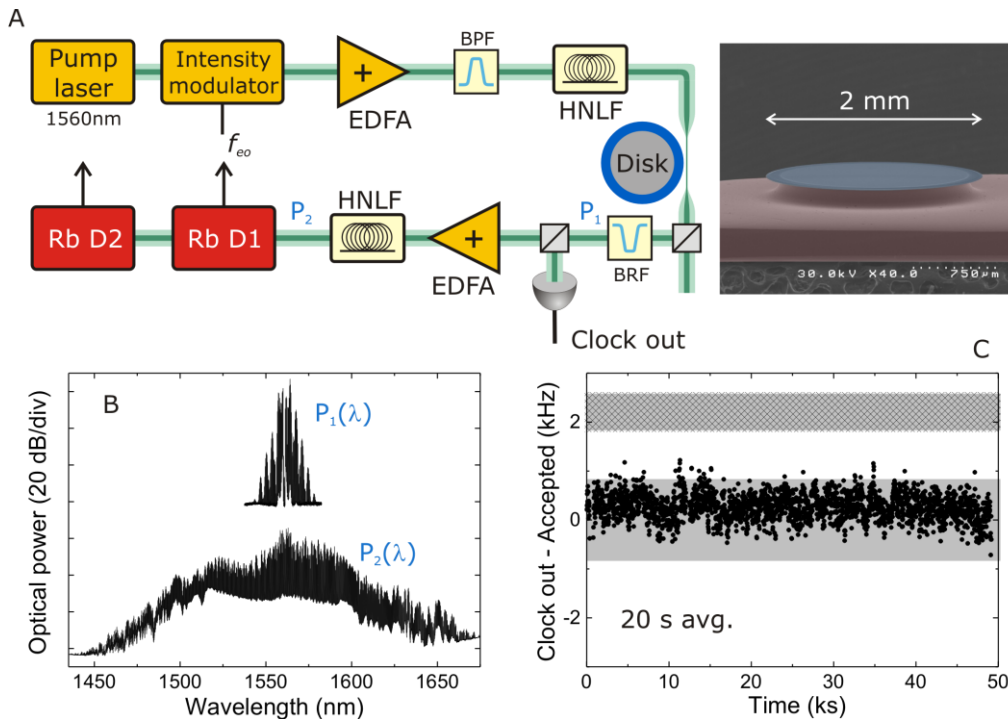 A
Pump
laser
1560nm
Intensity
modulator
f_eo
EDFA
BPF
HNLF
Disk
2 mm
30.0kV X40.0 750µm
Rb D2
Rb D1
P₂
HNLF
EDFA
P₁
BRF
Clock out
B
Optical power (20 dB/div)
P₁(λ)
P₂(λ)
1450 1500 1550 1600 1650
Wavelength (nm)
C
Clock out - Accepted (kHz)
2
0
-2
20 s avg.
0 10 20 30 40 50
Time (ks)